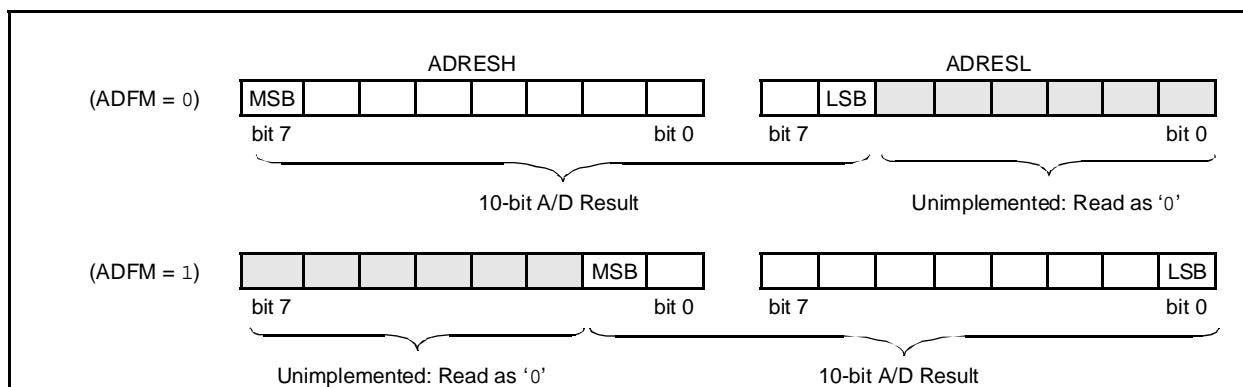 ADRESH ADRESL
(ADFM = 0) MSB LSB
bit 7 bit 0 bit 7 bit 0
10-bit A/D Result Unimplemented: Read as ‘0’
(ADFM = 1) MSB LSB
bit 7 bit 0 bit 7 bit 0
Unimplemented: Read as ‘0’ 10-bit A/D Result